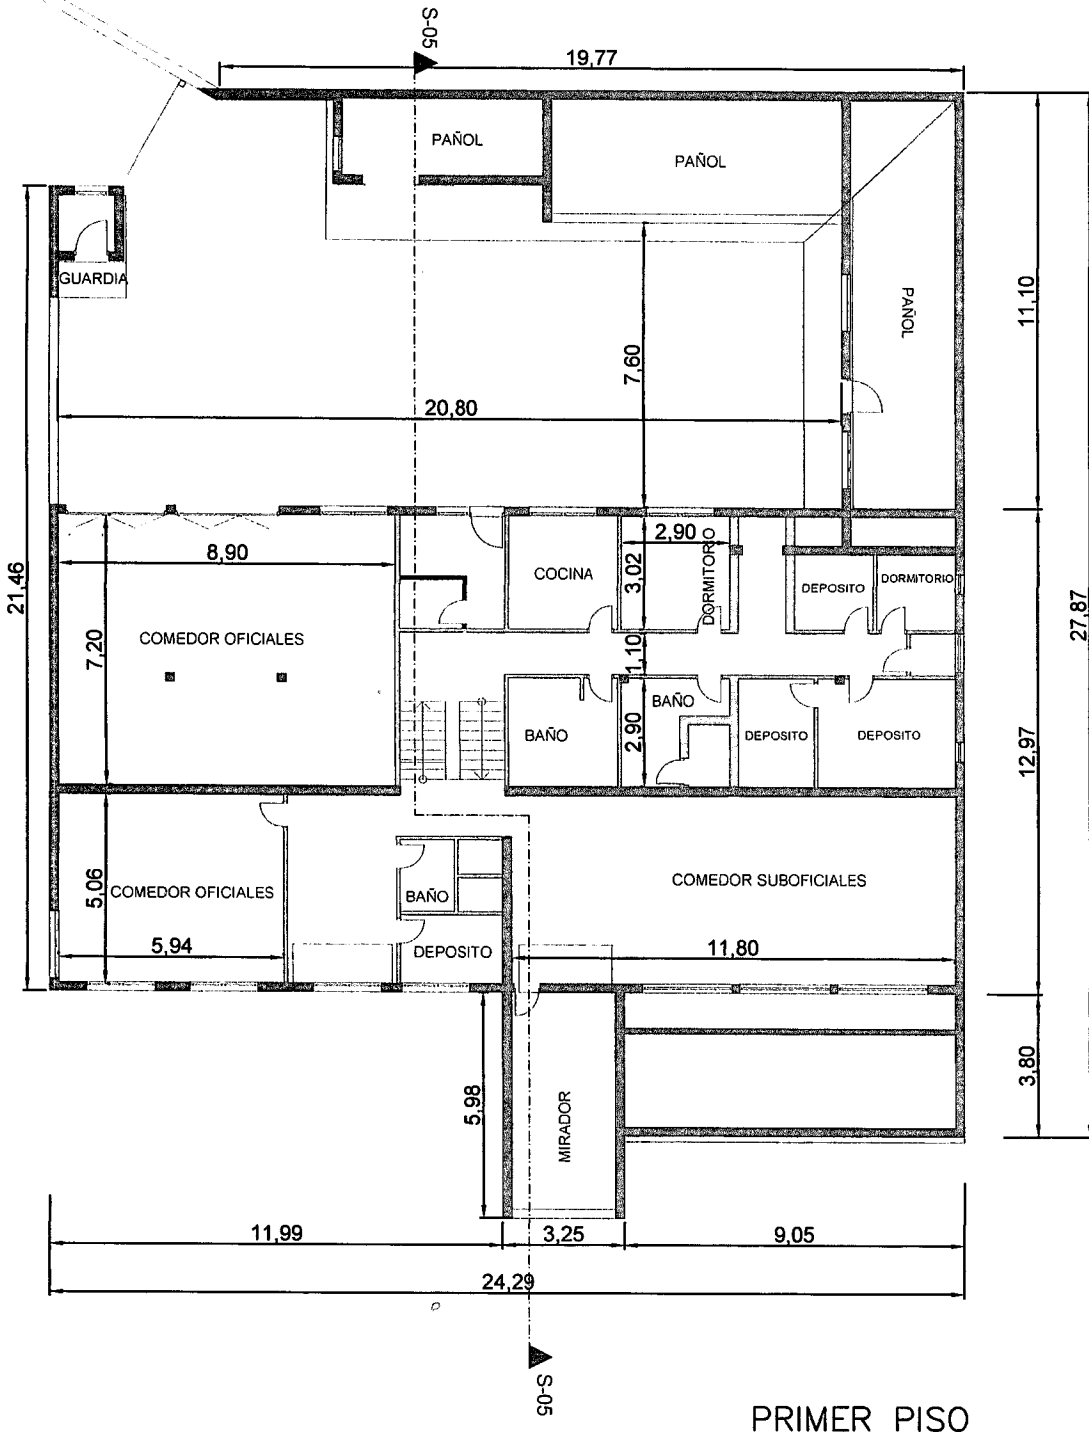 S-05
19,77
PAÑOL
PAÑOL
GUARDIA
PAÑOL
11,10
7,60
20,80
21,46
8,90
2,90
COCINA
3,02
DORMITORIO
DEPOSITO
DORMITORIO
27,87
COMEDOR OFICIALES
7,20
1,10
BAÑO
BAÑO
2,90
DEPOSITO
DEPOSITO
12,97
COMEDOR OFICIALES
5,06
BAÑO
COMEDOR SUBOFICIALES
5,94
DEPOSITO
11,80
3,80
5,98
MIRADOR
11,99
3,25
9,05
24,29
S-05
PRIMER PISO